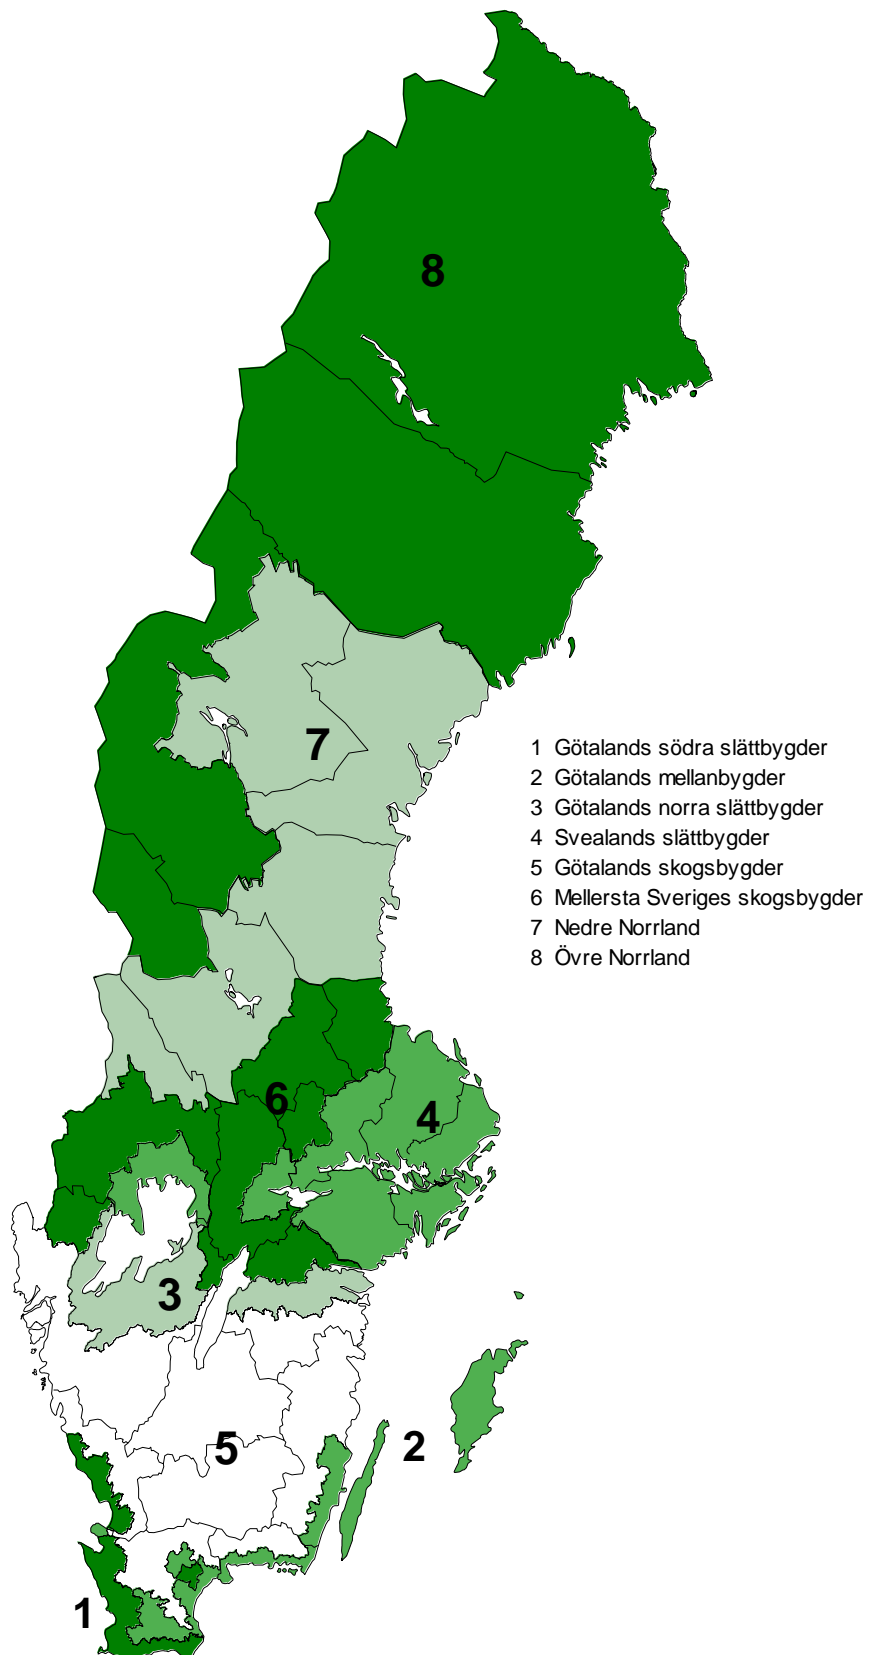 8
7
1 Götalands södra slättbygder
2 Götalands mellanbygder
3 Götalands norra slättbygder
4 Svealands slättbygder
5 Götalands skogsbygder
6 Mellersta Sveriges skogsbygder
7 Nedre Norrland
8 Övre Norrland
6
4
3
5
2
1